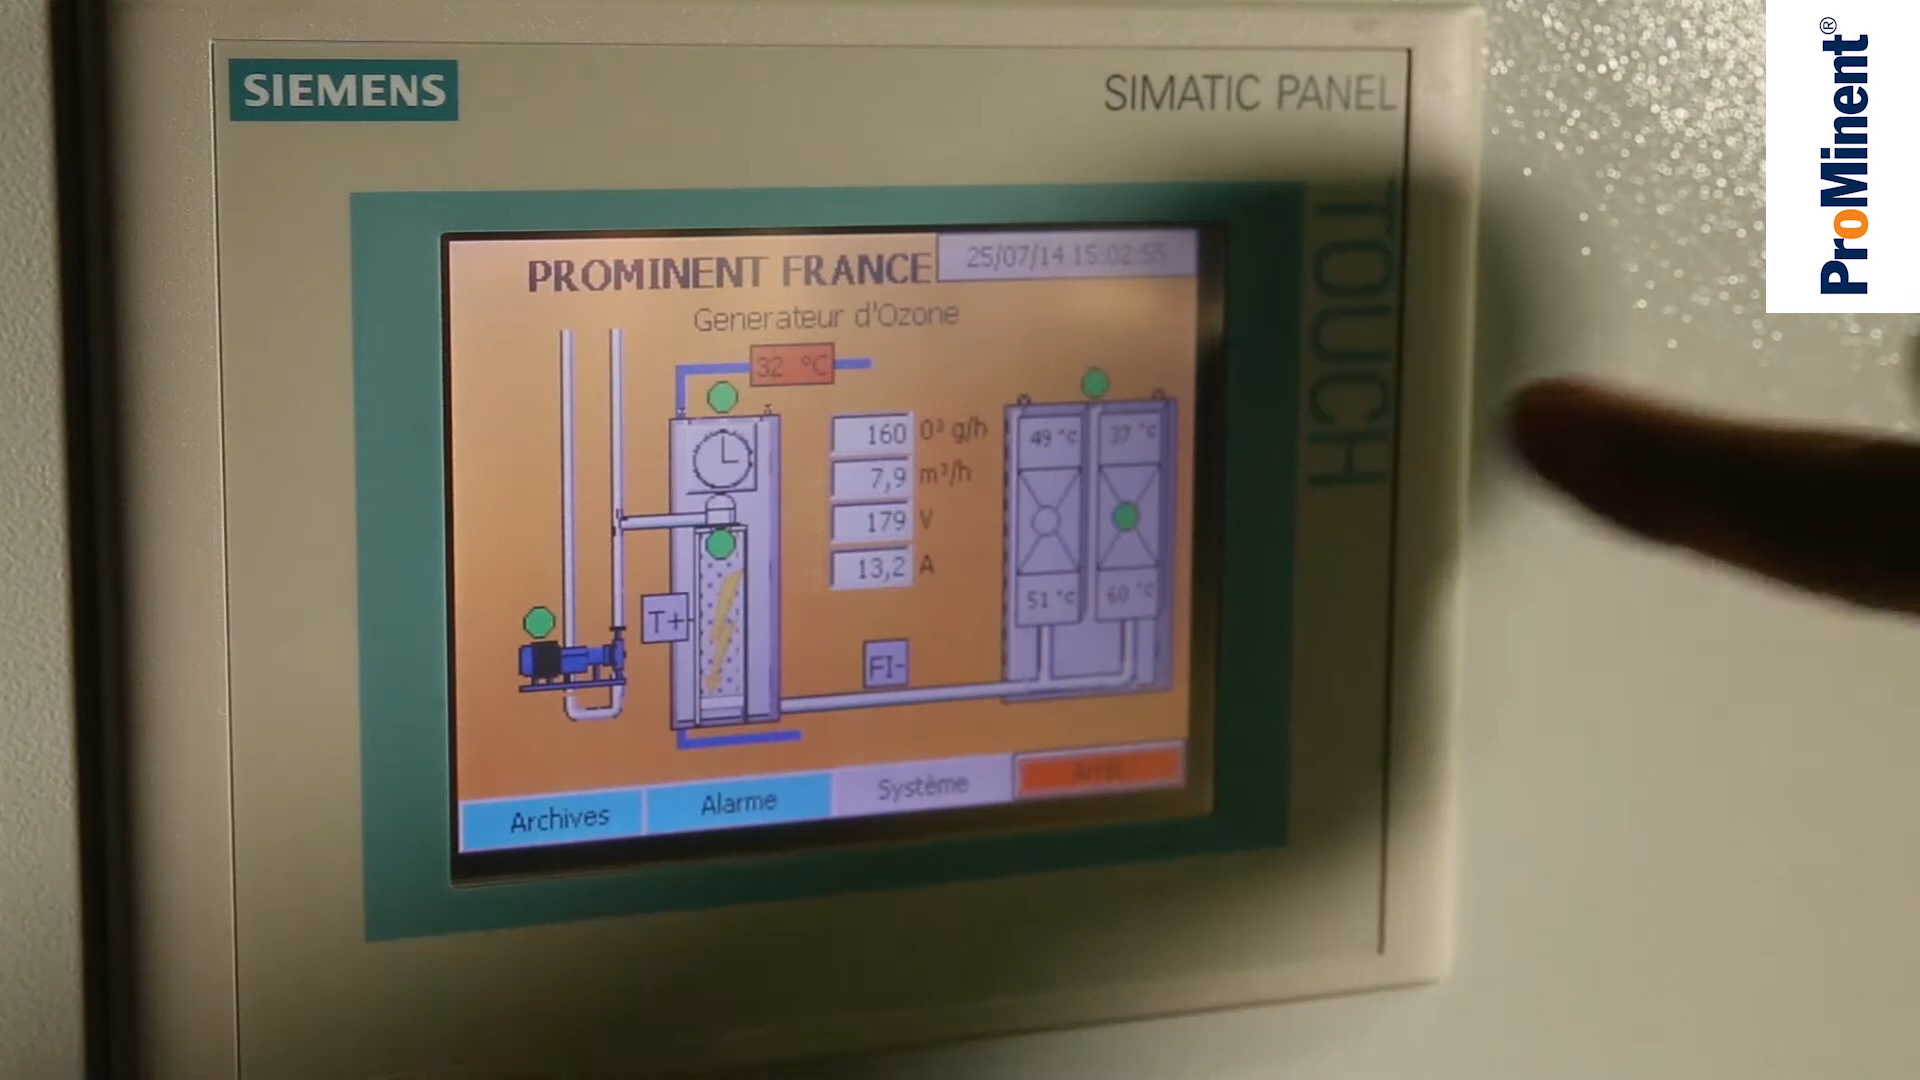 SIEMENS
SIMATIC PANEL
TOUCH
ProMinent®
PROMINENT FRANCE
25/07/14 15:02:55
Generateur d'Ozone
32 °C
160 O³ g/h
7,9 m³/h
179 V
13,2 A
49 °c
37 °c
51 °c
60 °c
T+
FI-
Archives
Alarme
Système
Arrêt